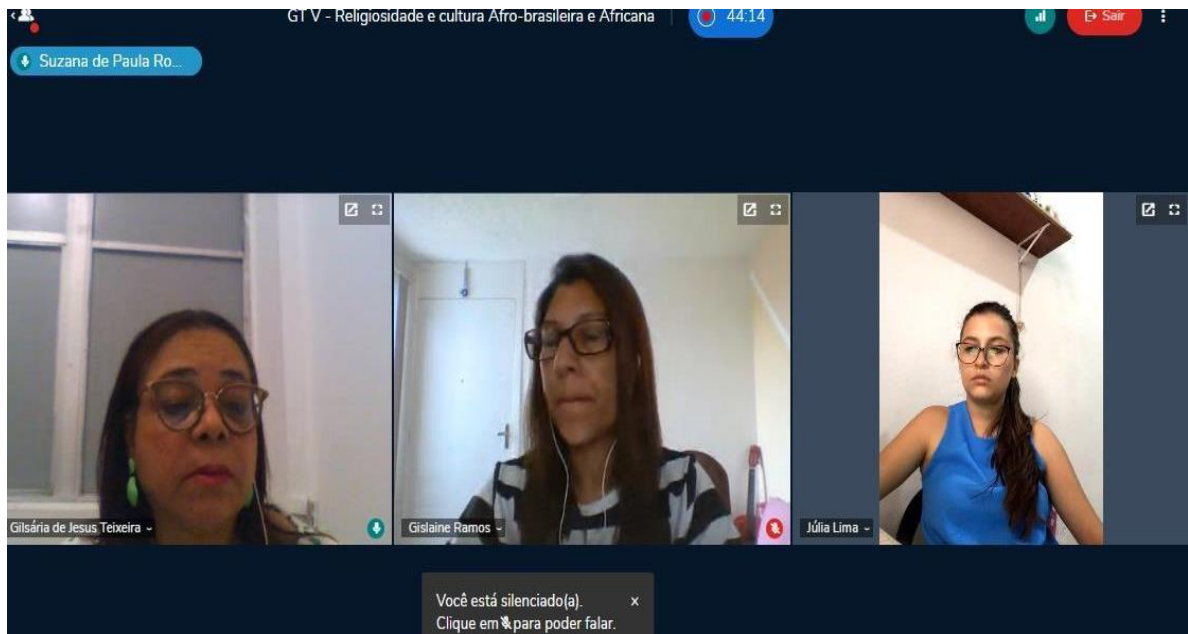 GT V - Religiosidade e cultura Afro-brasileira e Africana
44:14
Sair
Suzana de Paula Ro...
Gilsária de Jesus Teixeira
Gislaine Ramos
Júlia Lima
Você está silenciado(a). x
Clique em para poder falar.